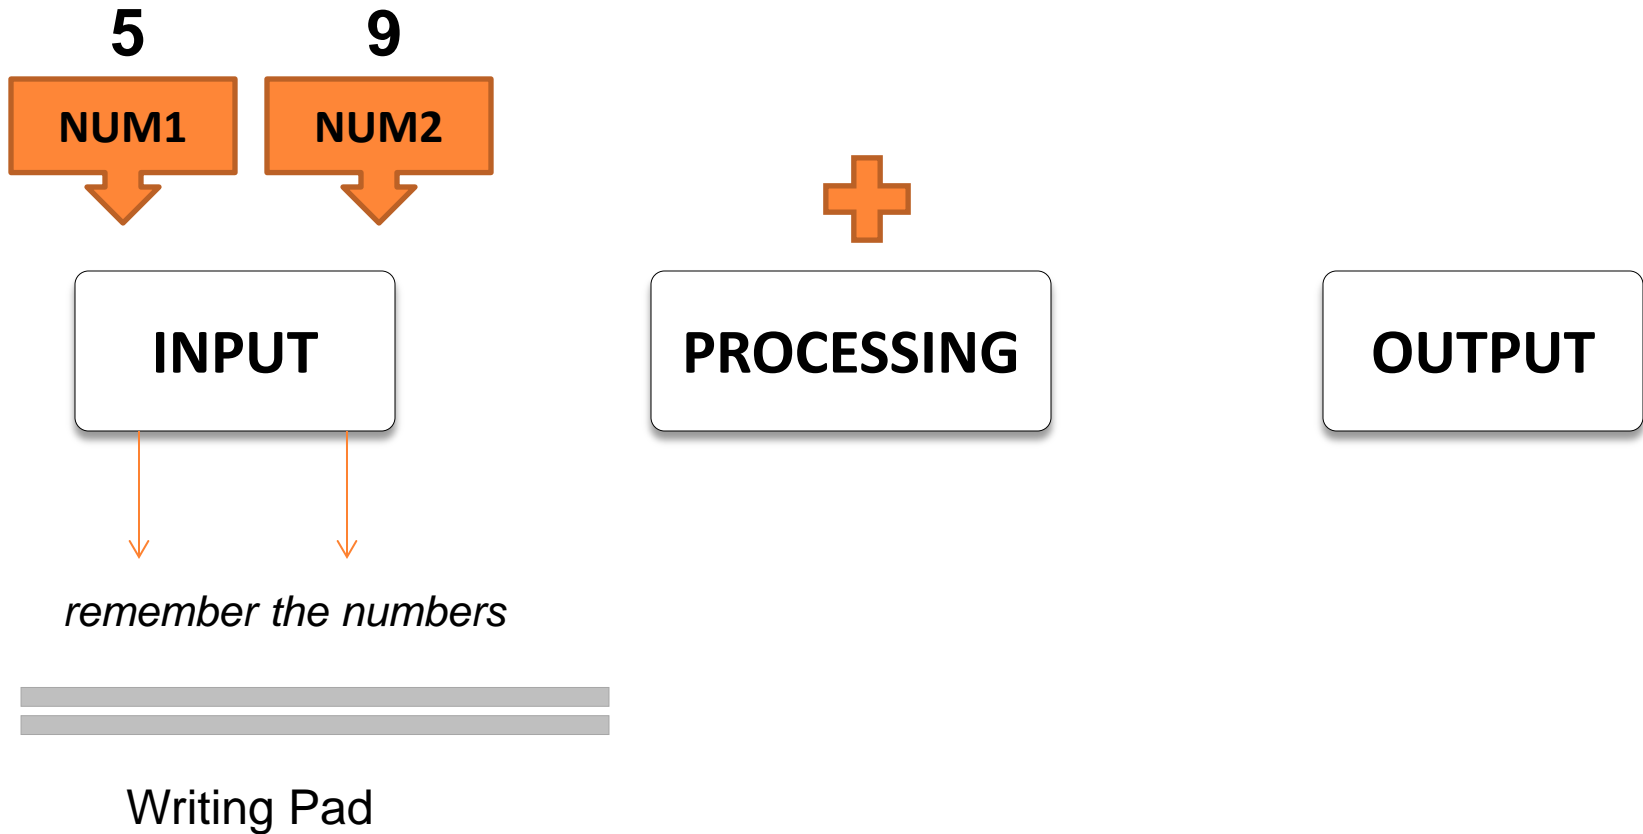 5 9
NUM1 NUM2
INPUT PROCESSING OUTPUT
remember the numbers
Writing Pad